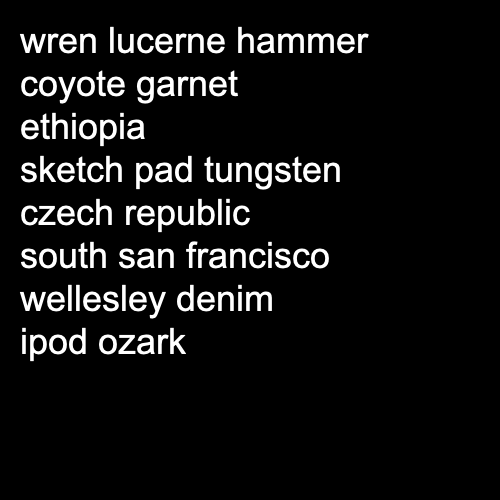 wren lucerne hammer
coyote garnet
ethiopia
sketch pad tungsten
czech republic
south san francisco
wellesley denim
ipod ozark